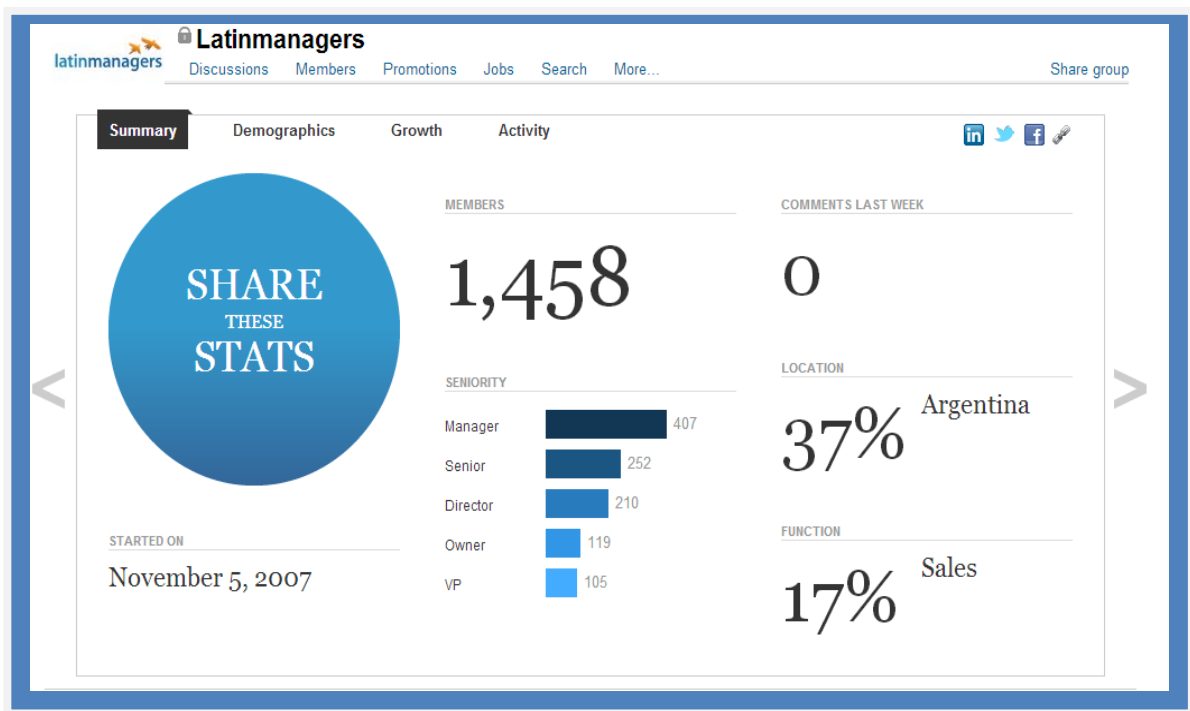 latinmanagers
Latinmanagers
Discussions Members Promotions Jobs Search More... Share group
Summary Demographics Growth Activity
in f
SHARE
THESE
STATS
STARTED ON
November 5, 2007
MEMBERS
1,458
SENIORITY
Manager 407
Senior 252
Director 210
Owner 119
VP 105
COMMENTS LAST WEEK
0
LOCATION
37% Argentina
FUNCTION
17% Sales
< >